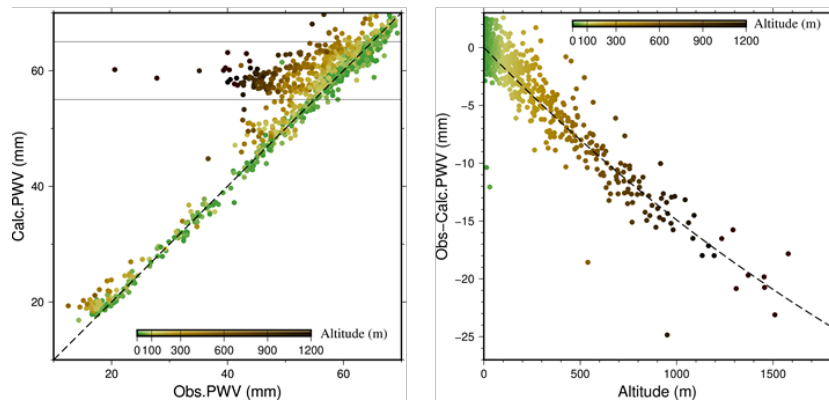 60
40
20
Calc.PWV (mm)
Altitude (m)
0 100 300 600 900 1200
20 40 60
Obs.PWV (mm)
Altitude (m)
0 100 300 600 900 1200
0
−5
−10
−15
−20
−25
Obs−Calc.PWV (mm)
0 500 1000 1500
Altitude (m)